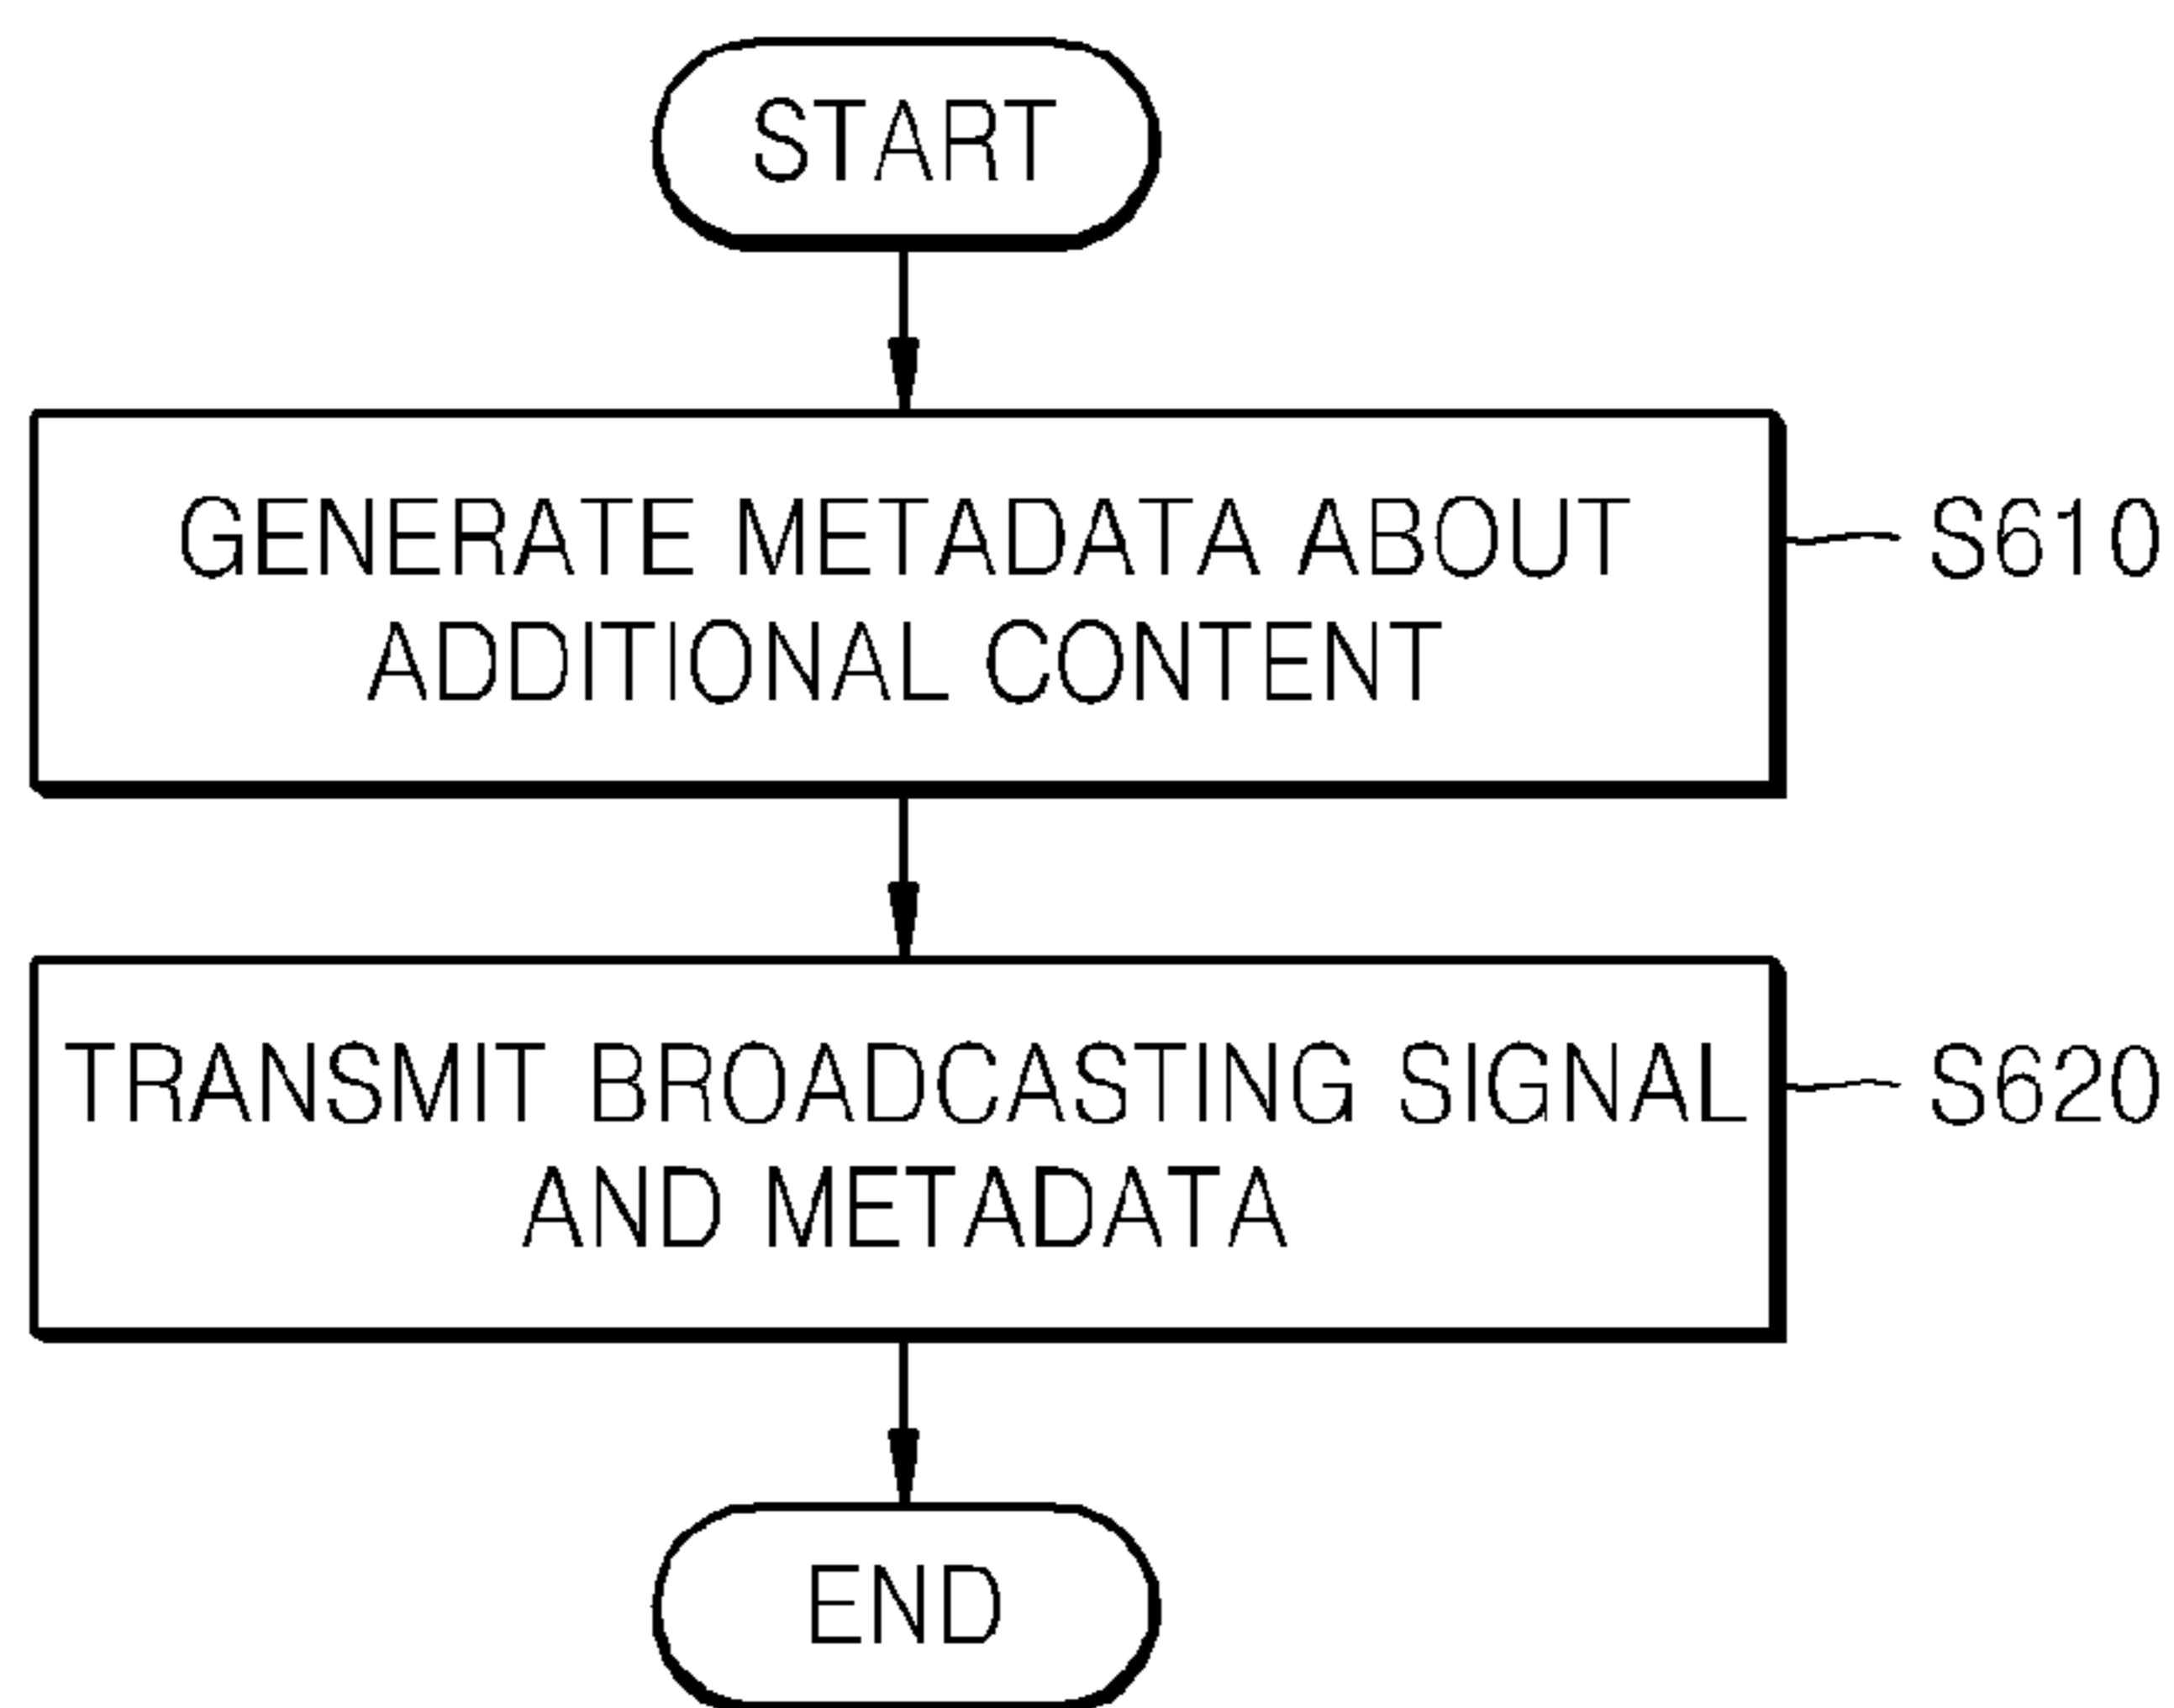 START
GENERATE METADATA ABOUT
ADDITIONAL CONTENT
S610
TRANSMIT BROADCASTING SIGNAL
AND METADATA
S620
END